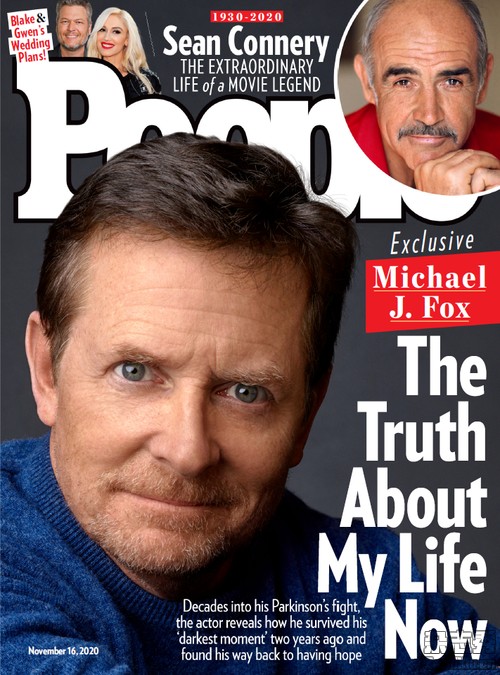 Blake &
Gwen's
Wedding
Plans!
1930-2020
Sean Connery
THE EXTRAORDINARY
LIFE of a MOVIE LEGEND
People
Exclusive
Michael
J. Fox
The
Truth
About
My Life
Now
Decades into his Parkinson's fight,
the actor reveals how he survived his
'darkest moment' two years ago and
found his way back to having hope
November 16, 2020